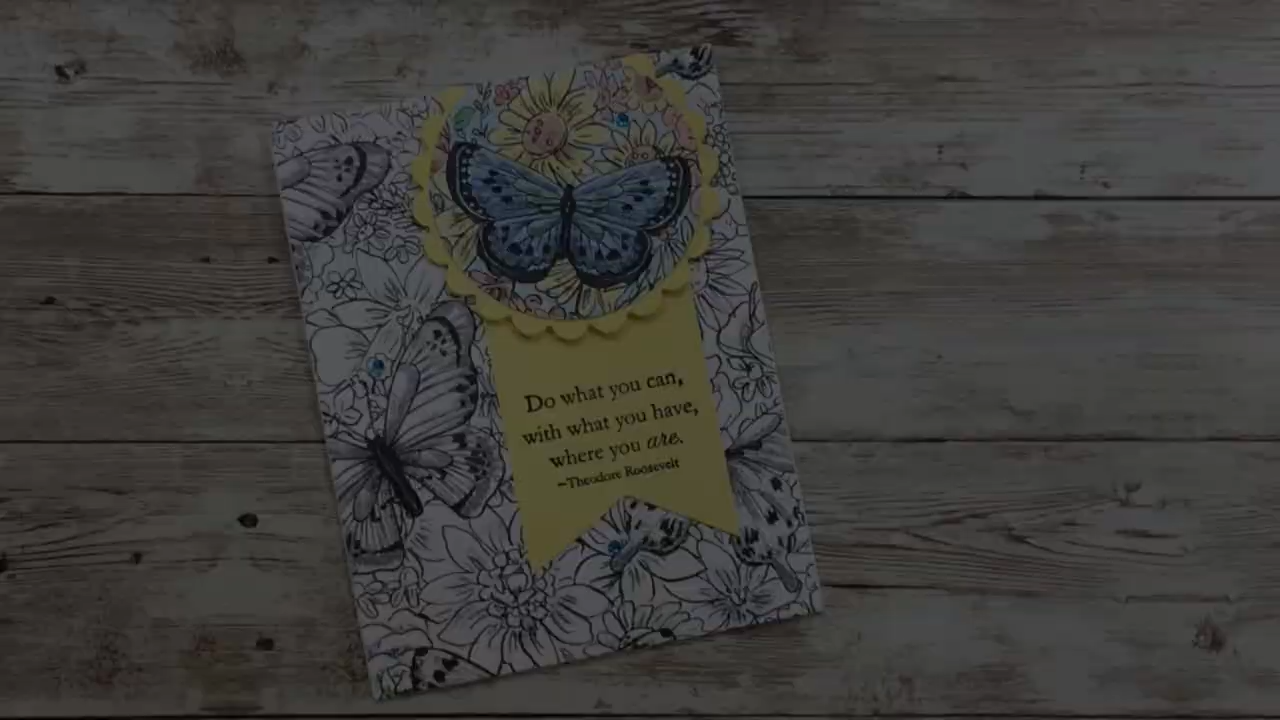 Do what you can,
with what you have,
where you are.
~Theodore Roosevelt